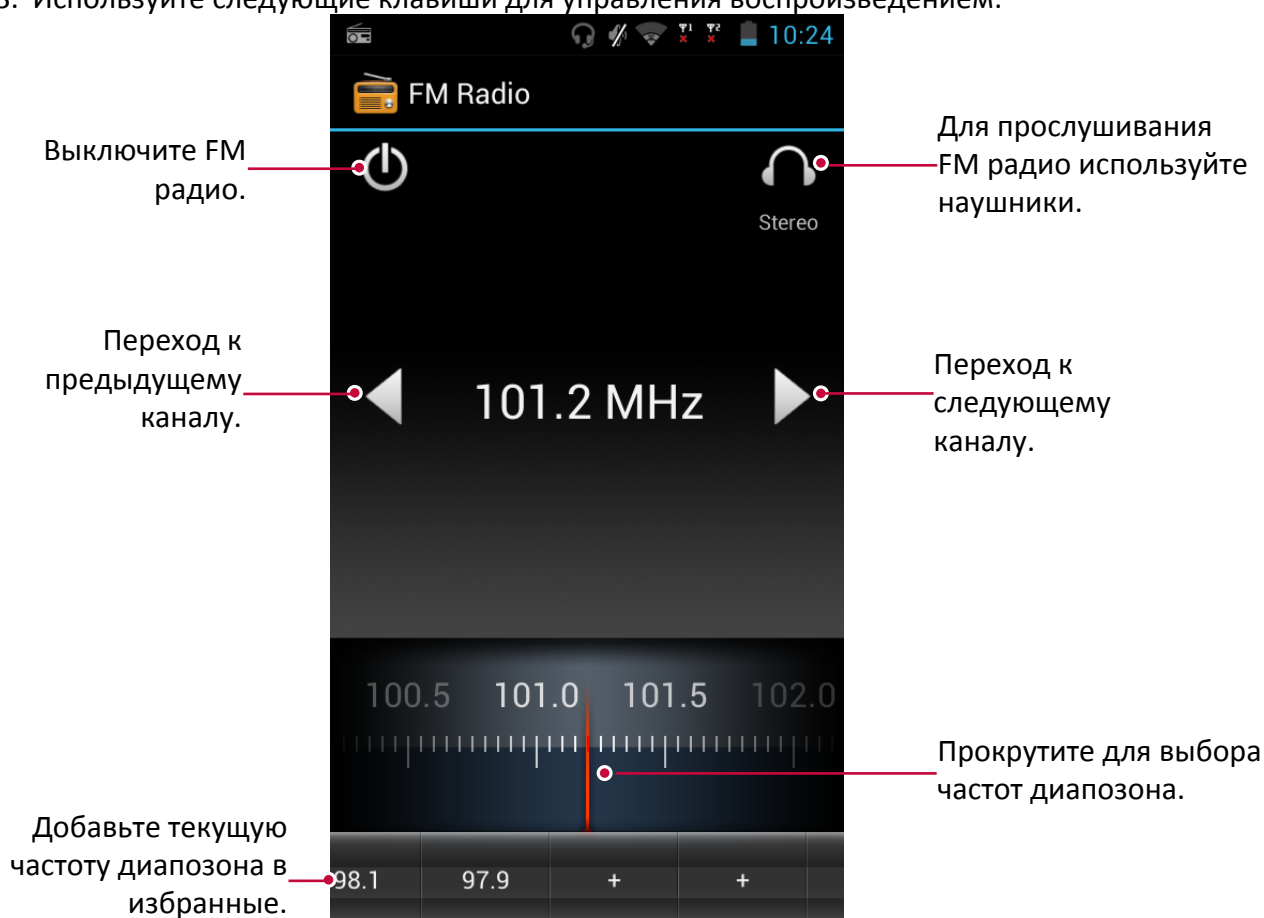 3. Используйте следующие клавиши для управления воспроизведением.
10:24
FM Radio
Выключите FM
радио.
Для прослушивания
FM радио используйте
наушники.
Stereo
Переход к
предыдущему
каналу.
101.2 MHz
Переход к
следующему
каналу.
100.5 101.0 101.5 102.0
Прокрутите для выбора
частот диапозона.
Добавьте текущую
частоту диапозона в
избранные.
98.1 97.9 + +